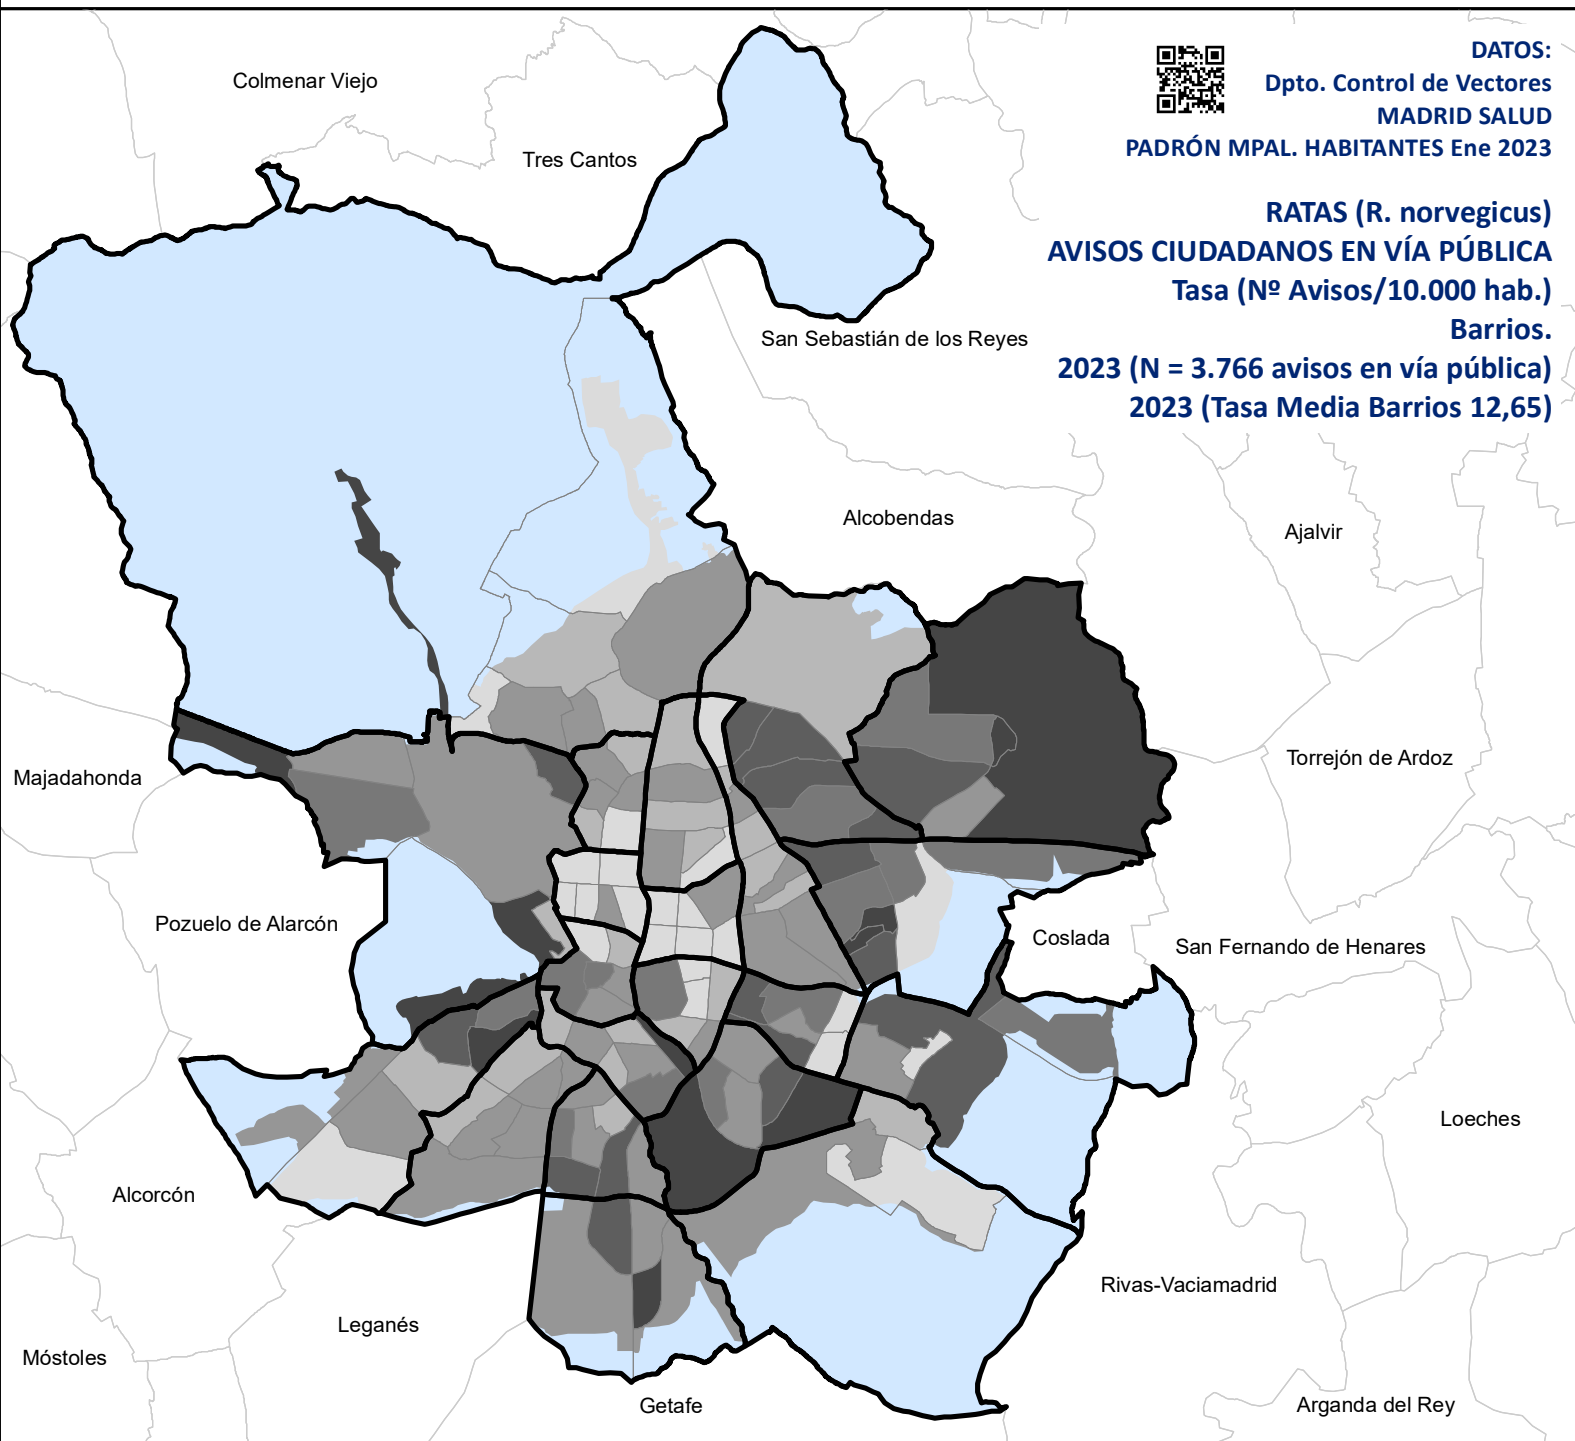 DATOS:
Dpto. Control de Vectores
MADRID SALUD
PADRÓN MPAL. HABITANTES Ene 2023
RATAS (R. norvegicus)
AVISOS CIUDADANOS EN VÍA PÚBLICA
Tasa (Nº Avisos/10.000 hab.)
Barrios.
2023 (N = 3.766 avisos en vía pública)
2023 (Tasa Media Barrios 12,65)
Colmenar Viejo
Tres Cantos
San Sebastián de los Reyes
Alcobendas
Ajalvir
Torrejón de Ardoz
Majadahonda
Pozuelo de Alarcón
Coslada
San Fernando de Henares
Loeches
Alcorcón
Rivas-Vaciamadrid
Leganés
Móstoles
Getafe
Arganda del Rey